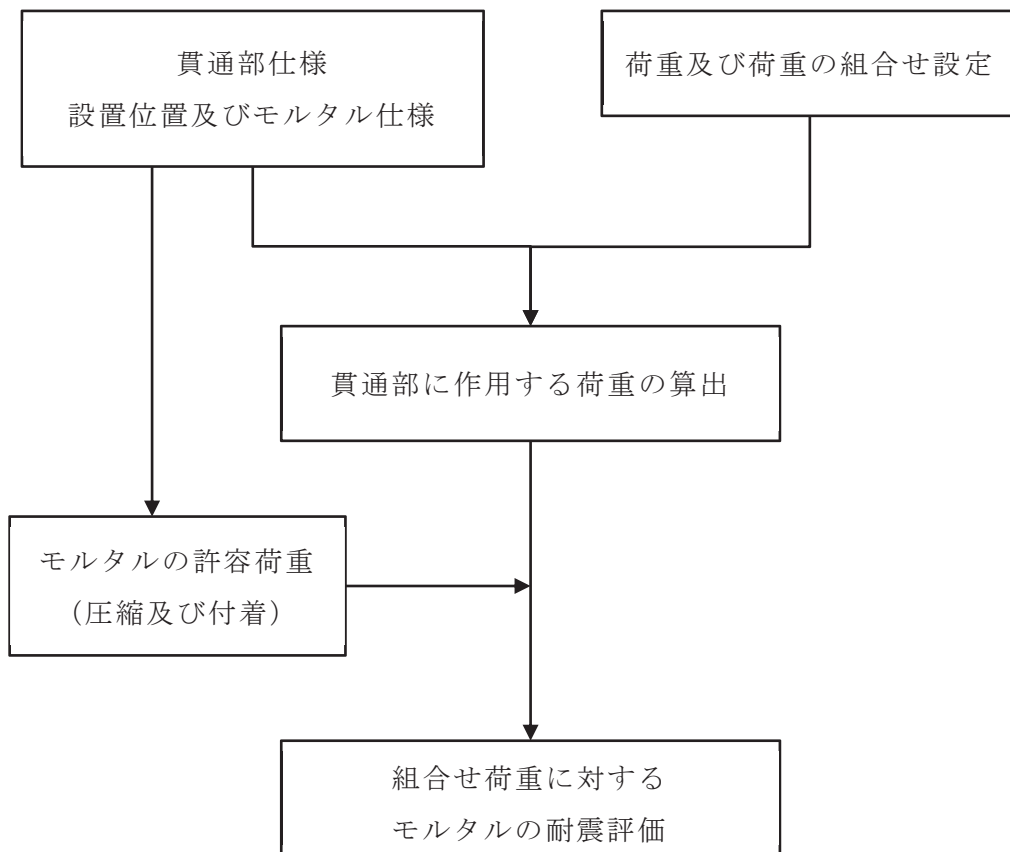 貫通部仕様
設置位置及びモルタル仕様
荷重及び荷重の組合せ設定
貫通部に作用する荷重の算出
モルタルの許容荷重
（圧縮及び付着）
組合せ荷重に対する
モルタルの耐震評価